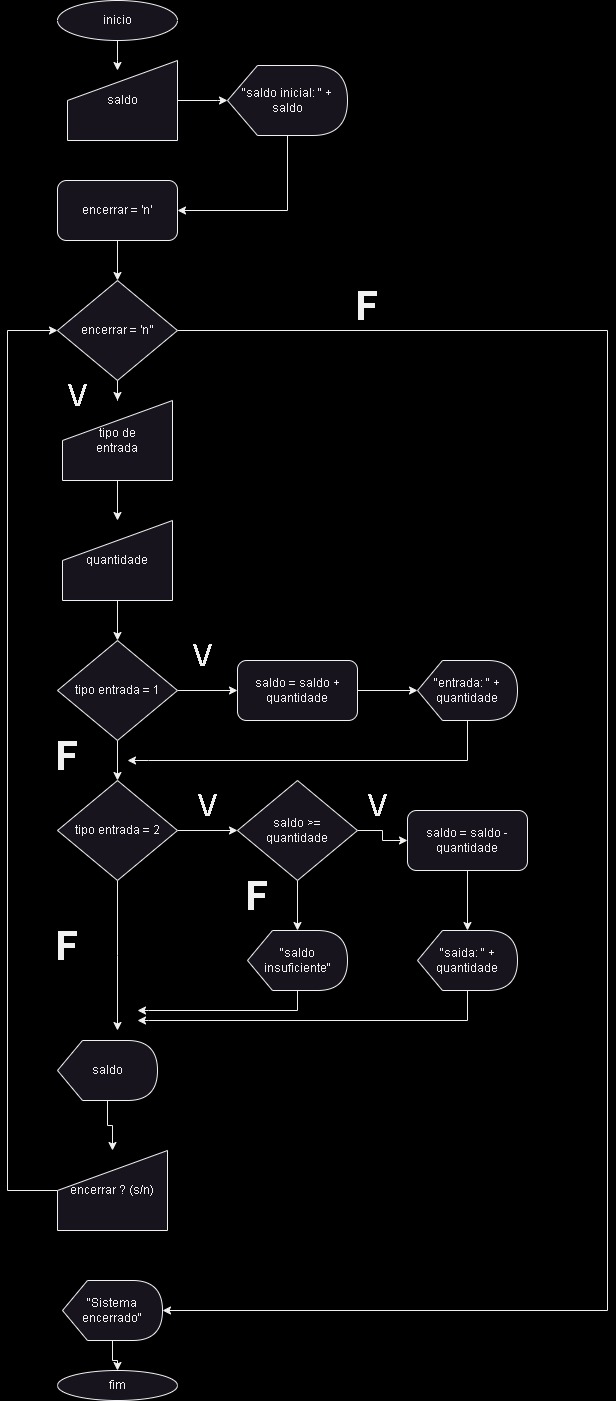 inicio
saldo
"saldo inicial: " +
saldo
encerrar = 'n'
F
encerrar = 'n"
V
tipo de
entrada
quantidade
V
tipo entrada = 1
saldo = saldo +
quantidade
"entrada: " +
quantidade
F
V
V
tipo entrada = 2
saldo >=
quantidade
saldo = saldo -
quantidade
F
F
"saldo
insuficiente"
"saida: " +
quantidade
saldo
encerrar ? (s/n)
"Sistema
encerrado"
fim